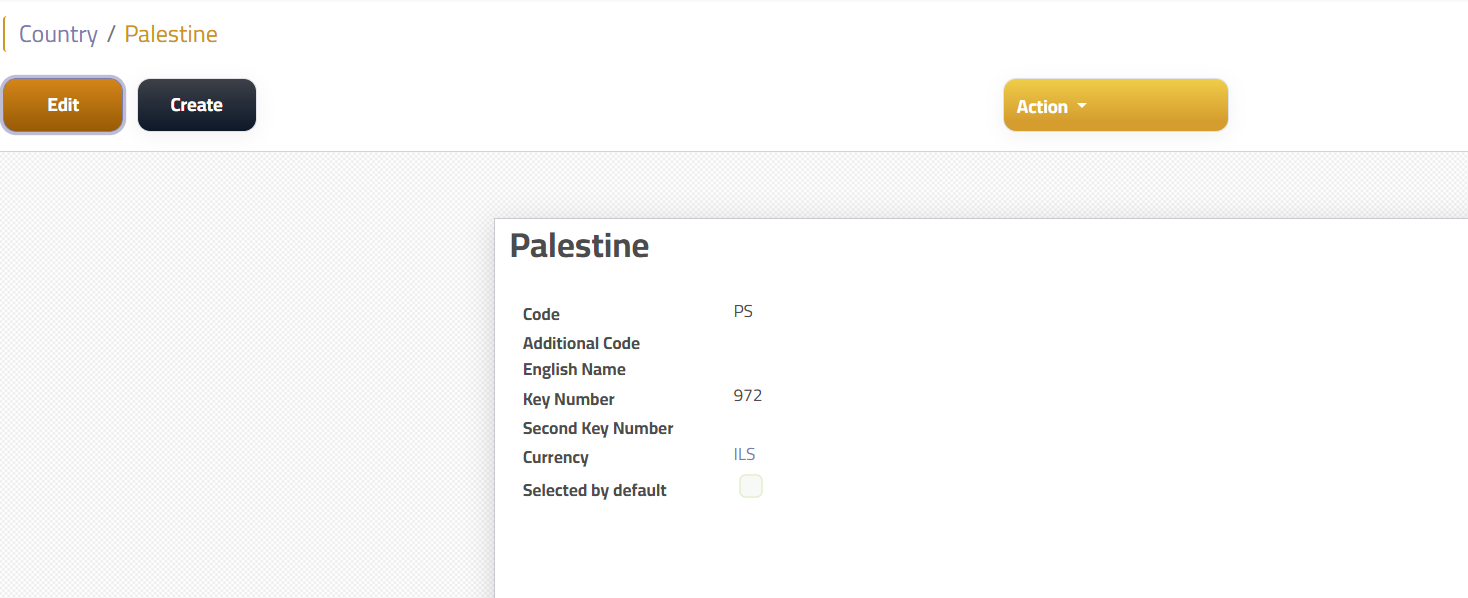 Country / Palestine
Edit
Create
Action
Palestine
Code PS
Additional Code
English Name
Key Number 972
Second Key Number
Currency ILS
Selected by default